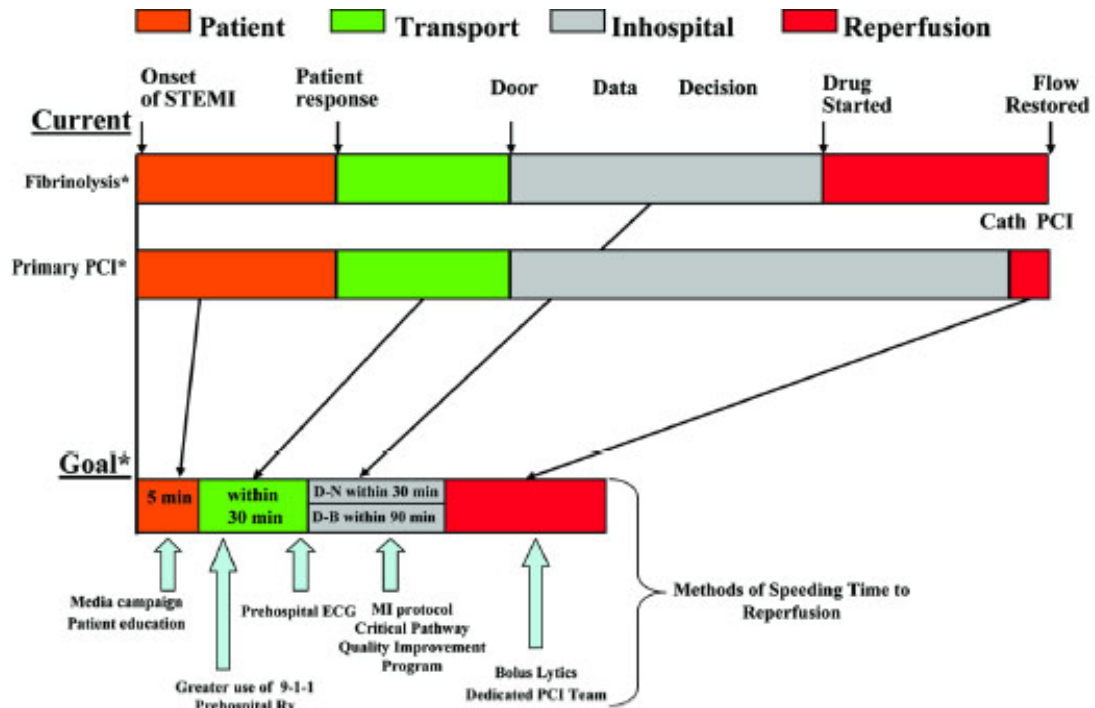 Patient
Transport
Inhospital
Reperfusion
Onset
of STEMI
Patient
response
Door
Data
Decision
Drug
Started
Flow
Restored
Current
Fibrinolysis*
Cath PCI
Primary PCI*
Goal*
5 min
within
30 min
D-N within 30 min
D-B within 90 min
Media campaign
Patient education
Greater use of 9-1-1
Prehospital Rx
Prehospital ECG
MI protocol
Critical Pathway
Quality Improvement
Program
Bolus Lytics
Dedicated PCI Team
Methods of Speeding Time to
Reperfusion